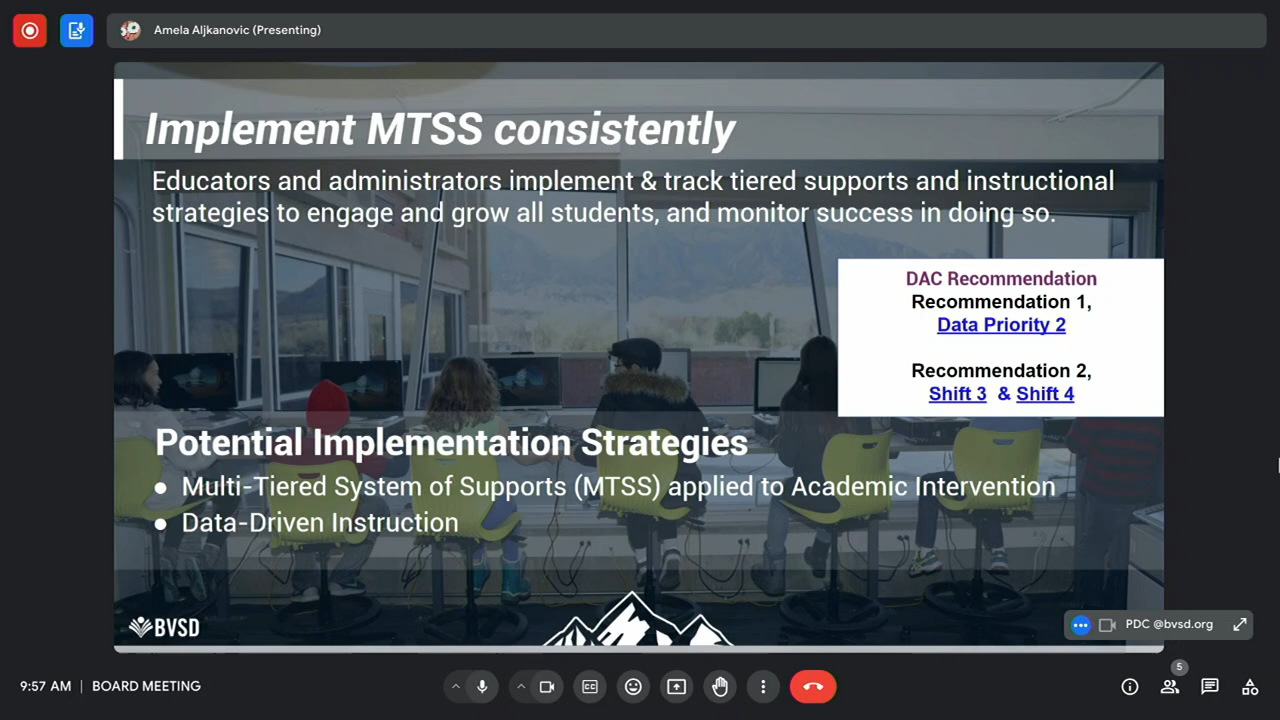 Amela Aljkanovic (Presenting)
Implement MTSS consistently
Educators and administrators implement & track tiered supports and instructional
strategies to engage and grow all students, and monitor success in doing so.
DAC Recommendation
Recommendation 1,
Data Priority 2
Recommendation 2,
Shift 3 & Shift 4
Potential Implementation Strategies
● Multi-Tiered System of Supports (MTSS) applied to Academic Intervention
● Data-Driven Instruction
BVSD
PDC @bvsd.org
9:57 AM | BOARD MEETING
CC
5